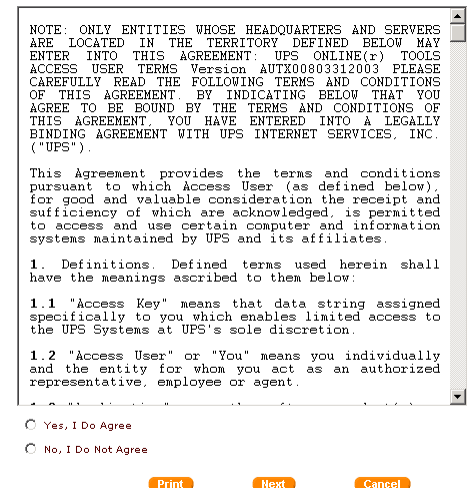 NOTE: ONLY ENTITIES WHOSE HEADQUARTERS AND SERVERS
ARE LOCATED IN THE TERRITORY DEFINED BELOW MAY
ENTER INTO THIS AGREEMENT: UPS ONLINE(r) TOOLS
ACCESS USER TERMS Version AUTX00803312003 PLEASE
CAREFULLY READ THE FOLLOWING TERMS AND CONDITIONS
OF THIS AGREEMENT. BY INDICATING BELOW THAT YOU
AGREE TO BE BOUND BY THE TERMS AND CONDITIONS OF
THIS AGREEMENT, YOU HAVE ENTERED INTO A LEGALLY
BINDING AGREEMENT WITH UPS INTERNET SERVICES, INC.
("UPS").
This Agreement provides the terms and conditions
pursuant to which Access User (as defined below),
for good and valuable consideration the receipt and
sufficiency of which are acknowledged, is permitted
to access and use certain computer and information
systems maintained by UPS and its affiliates.
1. Definitions. Defined terms used herein shall
have the meanings ascribed to them below:
1.1 "Access Key" means that data string assigned
specifically to you which enables limited access to
the UPS Systems at UPS's sole discretion.
1.2 "Access User" or "You" means you individually
and the entity for whom you act as an authorized
representative, employee or agent.
Yes, I Do Agree
No, I Do Not Agree
Print Next Cancel